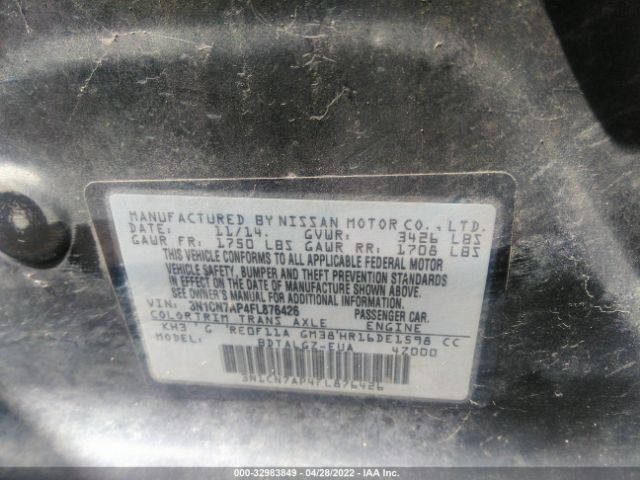 MANUFACTURED BY NISSAN MOTOR CO., LTD.
DATE: 11/14. GVWR: 3426 LBS
GAWR FR: 1750 LBS GAWR RR: 1708 LBS
THIS VEHICLE CONFORMS TO ALL APPLICABLE FEDERAL MOTOR
VEHICLE SAFETY, BUMPER AND THEFT PREVENTION STANDARDS
IN EFFECT ON THE DATE OF MANUFACTURE SHOWN ABOVE.
SEE OWNER'S MANUAL FOR ADDITIONAL INFORMATION.
VIN: 3N1CN7AP4FL876426 PASSENGER CAR.
COLOR TRIM TRANS AXLE ENGINE
KH3 G RE0F11A GM38 HR16DE1598 CC
MODEL: BDTALGZ-EUA 47000
3N1CN7AP4FL876426
000-32983849 - 04/28/2022 - IAA Inc.